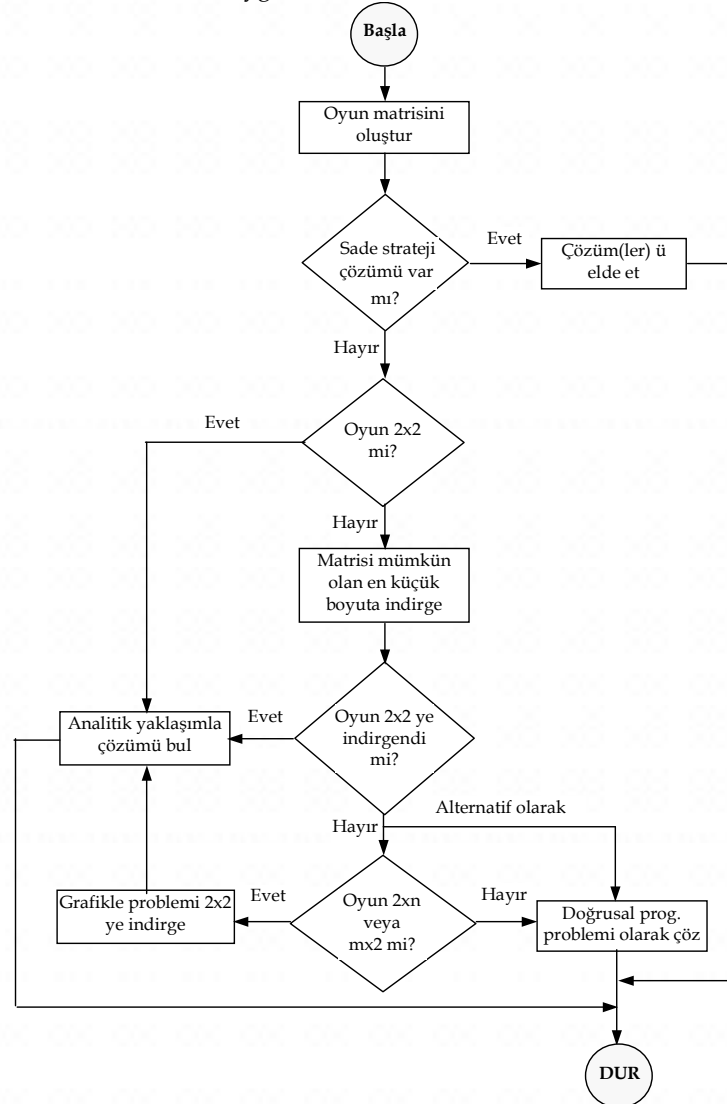 Başla
Oyun matrisini
oluştur
Sade strateji
çözümü var
mı?
Evet
Çözüm(ler) ü
elde et
Hayır
Oyun 2x2
mi?
Evet
Hayır
Matrisi mümkün
olan en küçük
boyuta indirge
Oyun 2x2 ye
indirgendi
mi?
Evet
Analitik yaklaşımla
çözümü bul
Alternatif olarak
Hayır
Oyun 2xn
veya
mx2 mi?
Evet
Grafikle problemi 2x2
ye indirge
Hayır
Doğrusal prog.
problemi olarak çöz
DUR